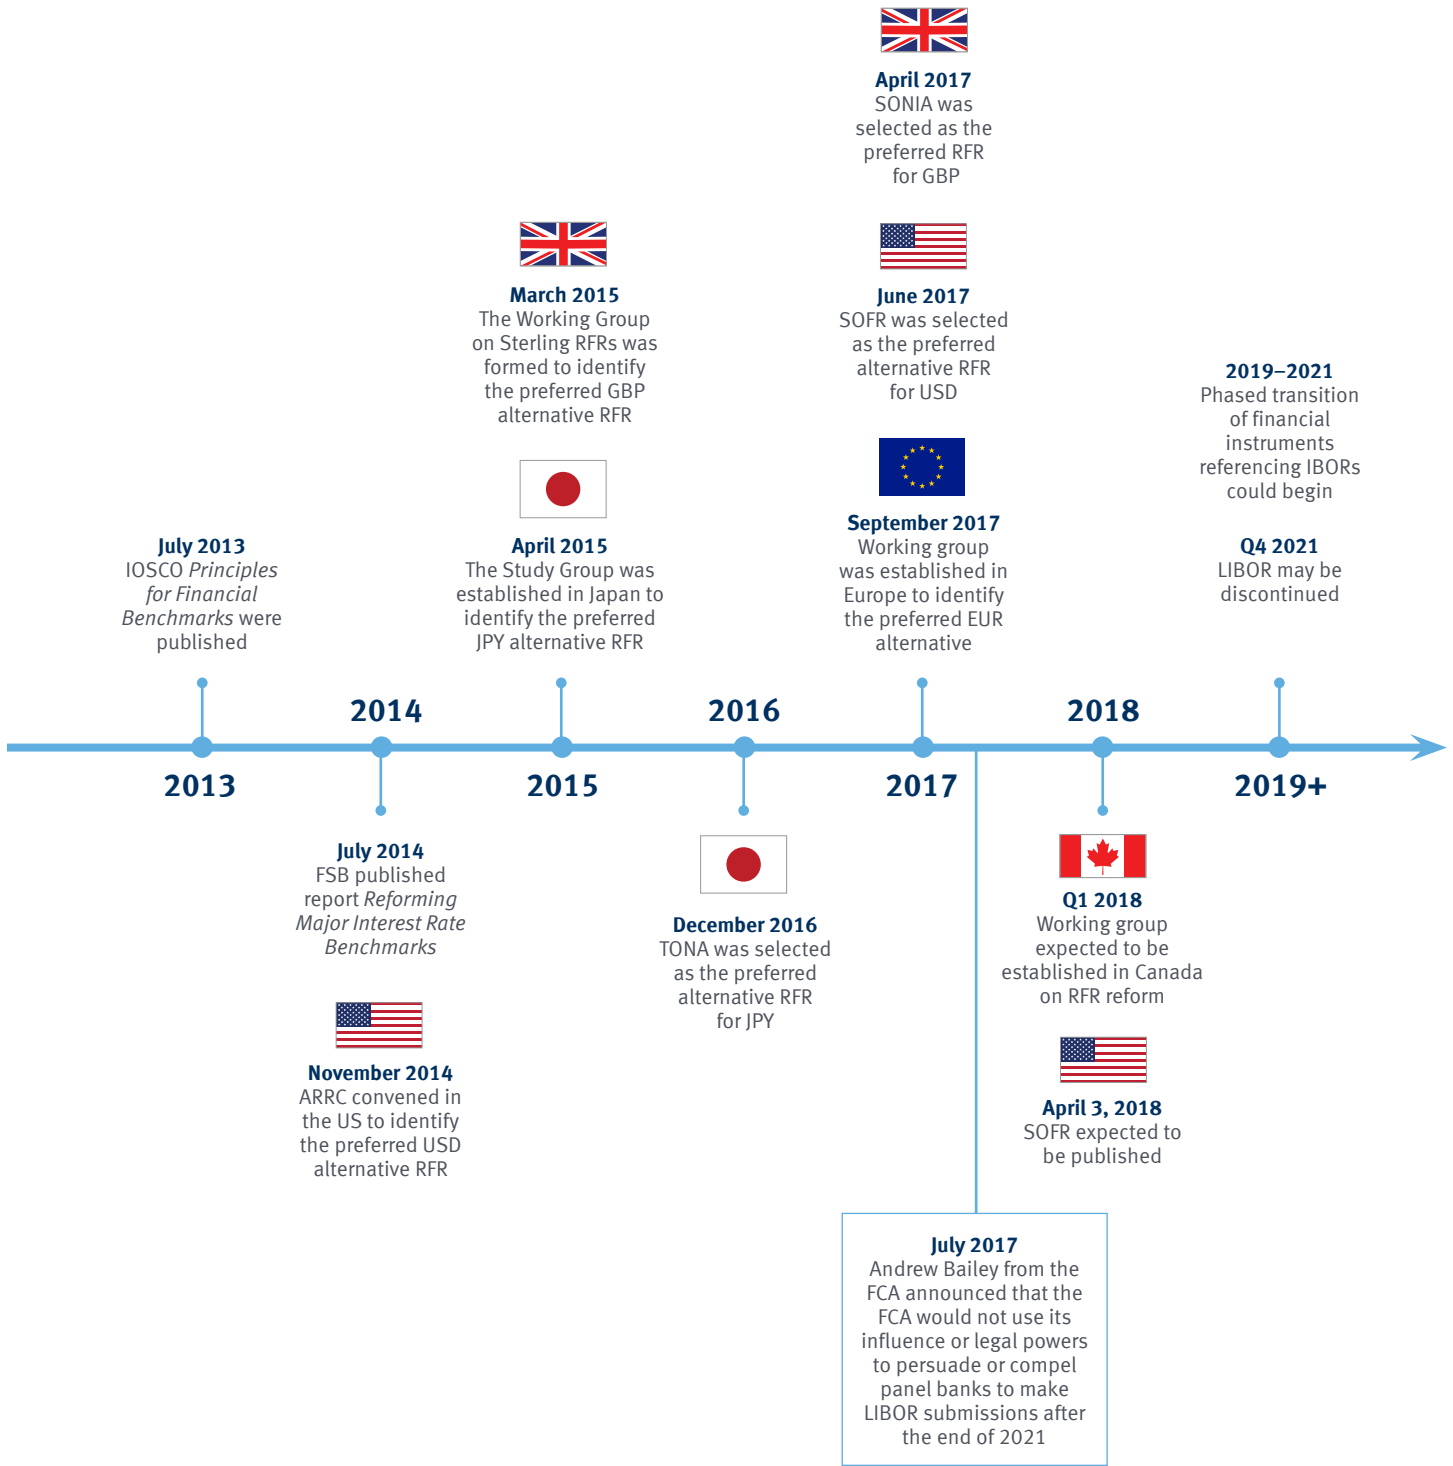 April 2017
SONIA was
selected as the
preferred RFR
for GBP
March 2015
The Working Group
on Sterling RFRs was
formed to identify
the preferred GBP
alternative RFR
June 2017
SOFR was selected
as the preferred
alternative RFR
for USD
2019–2021
Phased transition
of financial
instruments
referencing IBORs
could begin
July 2013
IOSCO Principles
for Financial
Benchmarks were
published
April 2015
The Study Group was
established in Japan to
identify the preferred
JPY alternative RFR
September 2017
Working group
was established in
Europe to identify
the preferred EUR
alternative
Q4 2021
LIBOR may be
discontinued
2014
2016
2018
2013
2015
2017
2019+
July 2014
FSB published
report Reforming
Major Interest Rate
Benchmarks
November 2014
ARRC convened in
the US to identify
the preferred USD
alternative RFR
December 2016
TONA was selected
as the preferred
alternative RFR
for JPY
Q1 2018
Working group
expected to be
established in Canada
on RFR reform
April 3, 2018
SOFR expected to
be published
July 2017
Andrew Bailey from the
FCA announced that the
FCA would not use its
influence or legal powers
to persuade or compel
panel banks to make
LIBOR submissions after
the end of 2021